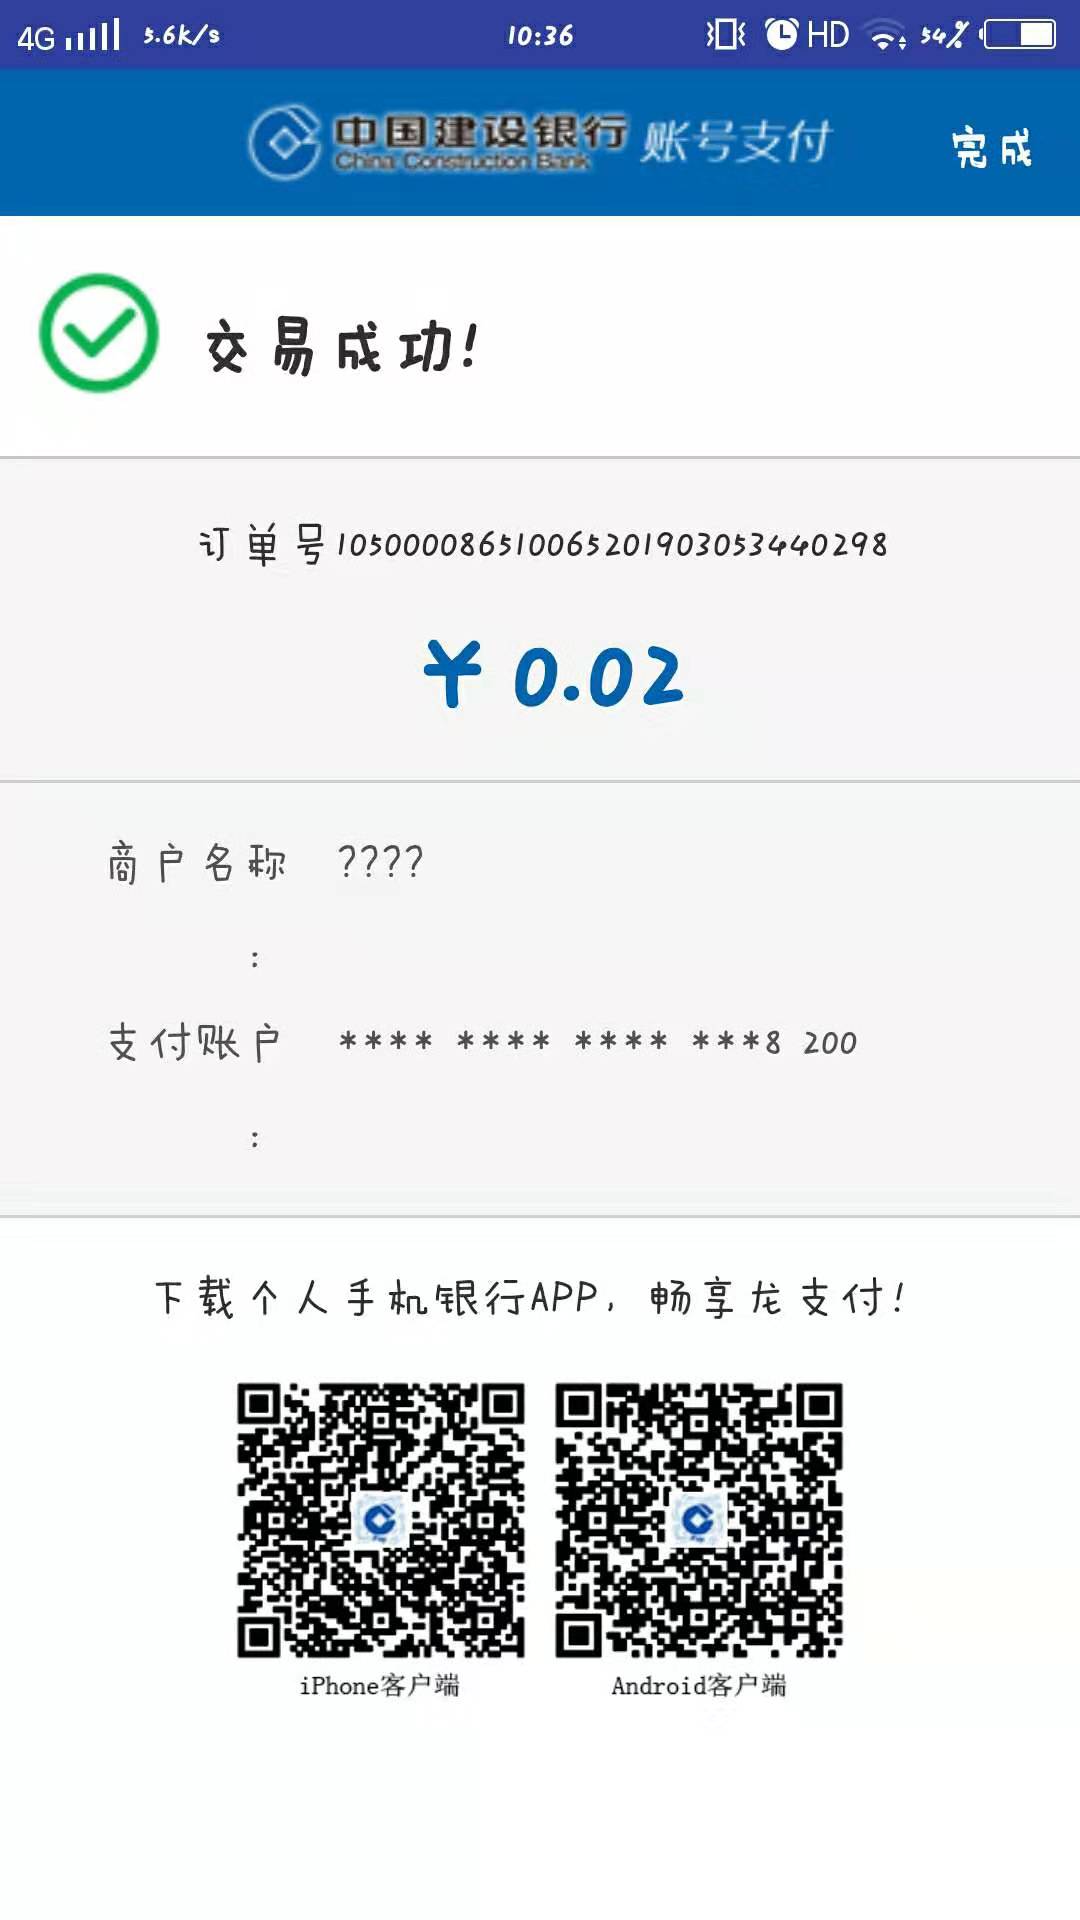 4G 5.6K/s 10:36 HD 54%
中国建设银行 账号支付 完成
China Construction Bank
交易成功!
订单号105000086510065201903053440298
￥0.02
商户名称 ????
:
支付账户 **** **** **** ***8 200
:
下载个人手机银行APP,畅享龙支付!
iPhone客户端 Android客户端